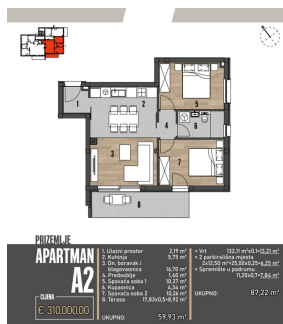 1
2
3
4
5
6
7
8
PRIZEMLJE
APARTMAN
A2
CIJENA
€ 310.000,00
1. Ulazni prostor 2,19 m²
2. Kuhinja 5,75 m²
3. Dn. boravak i
blagovaonica 16,70 m²
4. Predsoblje 1,40 m²
5. Spavaća soba 1 10,37 m²
6. Kupaonica 4,34 m²
7. Spavaća soba 2 10,26 m²
8. Terasa 17,83x0,5=8,92 m²
UKUPNO: 59,93 m²
+ Vrt 132,11 m²x0,1=13,21 m²
+ 2 parkirališna mjesta
2x12,50 m²=25,00x0,25=6,25 m²
+ Spremište u podrumu
11,20x0,7=7,84 m²
UKUPNO: 87,22 m²